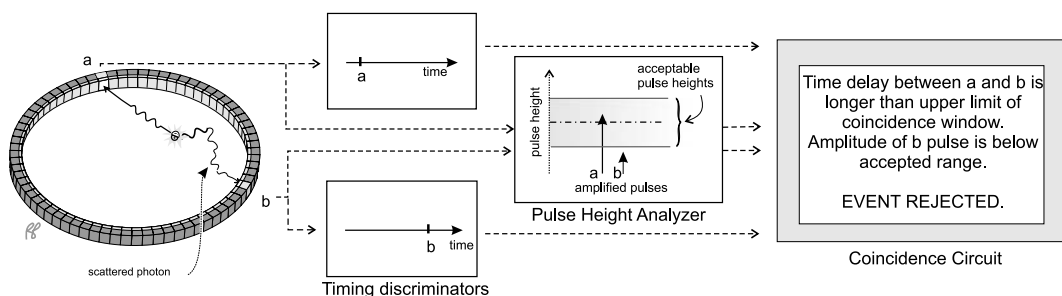 a
a
time
b
scattered photon
b
time
Timing discriminators
pulse height
acceptable
pulse heights
a
b
amplified pulses
Pulse Height Analyzer
Time delay between a and b is
longer than upper limit of
coincidence window.
Amplitude of b pulse is below
accepted range.
EVENT REJECTED.
Coincidence Circuit